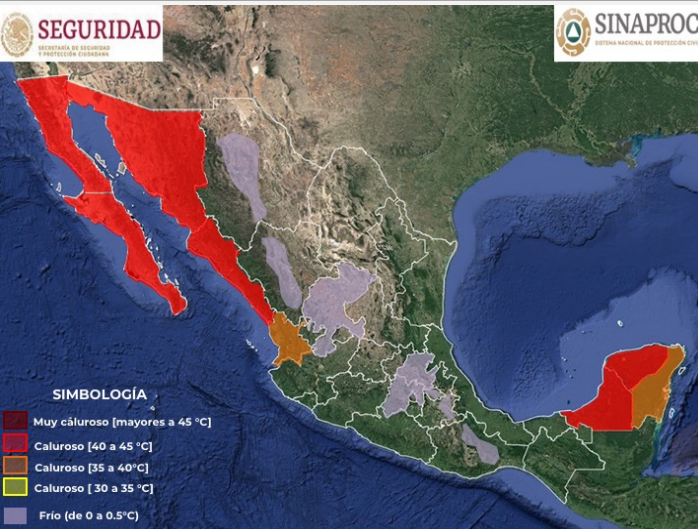 SEGURIDAD
SECRETARÍA DE SEGURIDAD
Y PROTECCIÓN CIUDADANA
SINAPROC
SISTEMA NACIONAL DE PROTECCIÓN CIVI
SIMBOLOGÍA
Muy cáluroso [mayores a 45 °C]
Caluroso [40 a 45 °C]
Caluroso [35 a 40°C]
Caluroso [ 30 a 35 °C]
Frío (de 0 a 0.5°C)